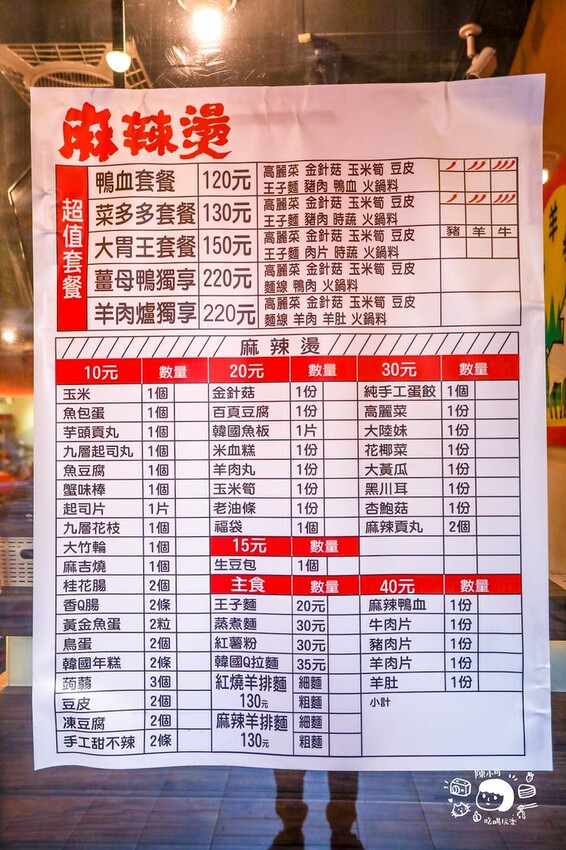 麻辣燙
超值套餐
鴨血套餐 120元 高麗菜 金針菇 玉米筍 豆皮
王子麵 豬肉 鴨血 火鍋料
菜多多套餐 130元 高麗菜 金針菇 玉米筍 豆皮
王子麵 豬肉 時蔬 火鍋料
大胃王套餐 150元 高麗菜 金針菇 玉米筍 豆皮
王子麵 肉片 時蔬 火鍋料
豬 羊 牛
薑母鴨獨享 220元 高麗菜 金針菇 玉米筍 豆皮
麵線 鴨肉 火鍋料
羊肉爐獨享 220元 高麗菜 金針菇 玉米筍 豆皮
麵線 羊肉 羊肚 火鍋料
麻辣燙
10元 數量 20元 數量 30元 數量
玉米 1個 金針菇 1份 純手工蛋餃 1個
魚包蛋 1個 百頁豆腐 1份 高麗菜 1份
芋頭貢丸 1個 韓國魚板 1片 大陸妹 1份
九層起司丸 1個 米血糕 1份 花椰菜 1份
魚豆腐 1個 羊肉丸 1份 大黃瓜 1份
蟹味棒 1個 玉米筍 1份 黑川耳 1份
起司片 1片 老油條 1份 杏鮑菇 1份
九層花枝 1個 福袋 1個 麻辣貢丸 2個
大竹輪 1個 15元 數量
麻吉燒 1個 生豆包 1個
桂花腸 2個 主食 數量 40元 數量
香Q腸 2條 王子麵 20元 麻辣鴨血 1份
黃金魚蛋 2粒 蒸煮麵 30元 牛肉片 1份
鳥蛋 2個 紅薯粉 30元 豬肉片 1份
韓國年糕 2條 韓國Q拉麵 35元 羊肉片 1份
蒟蒻 3個 紅燒羊排麵 細麵 羊肚 1份
豆皮 2個 130元 粗麵 小計
凍豆腐 2個 麻辣羊排麵 細麵
手工甜不辣 2條 130元 粗麵
陳小可
吃喝玩樂